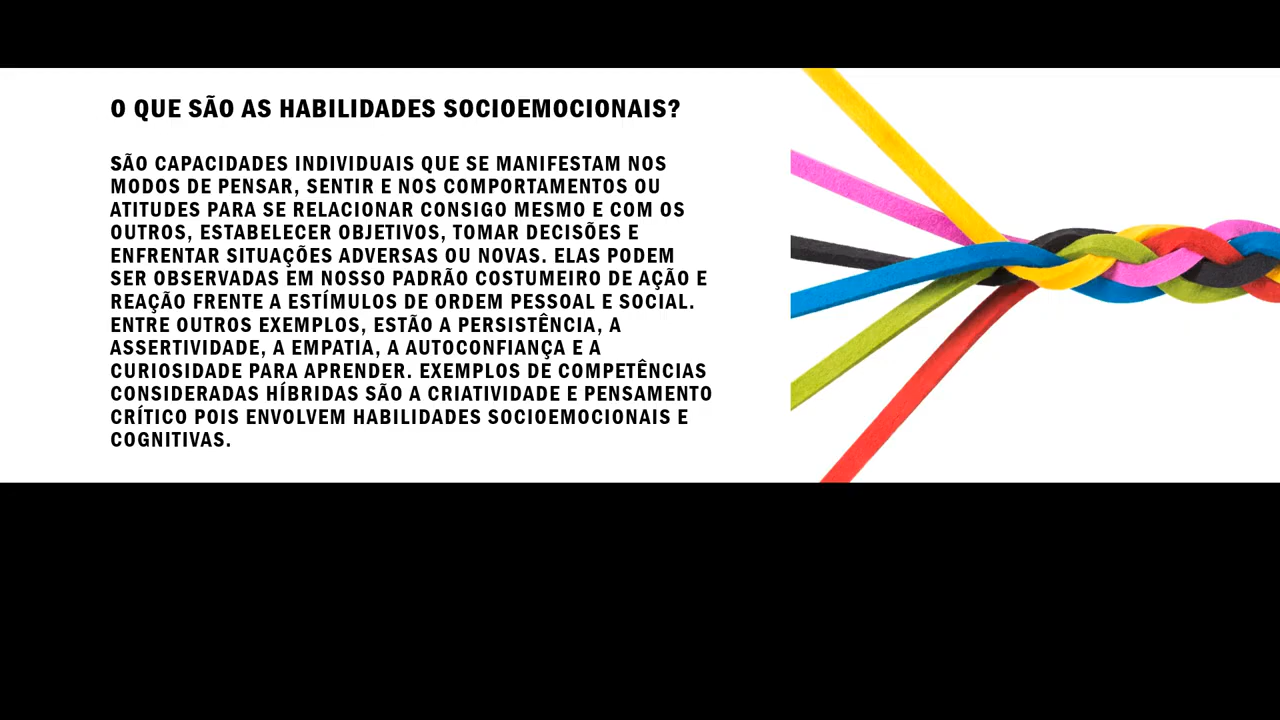 O QUE SÃO AS HABILIDADES SOCIOEMOCIONAIS?
SÃO CAPACIDADES INDIVIDUAIS QUE SE MANIFESTAM NOS
MODOS DE PENSAR, SENTIR E NOS COMPORTAMENTOS OU
ATITUDES PARA SE RELACIONAR CONSIGO MESMO E COM OS
OUTROS, ESTABELECER OBJETIVOS, TOMAR DECISÕES E
ENFRENTAR SITUAÇÕES ADVERSAS OU NOVAS. ELAS PODEM
SER OBSERVADAS EM NOSSO PADRÃO COSTUMEIRO DE AÇÃO E
REAÇÃO FRENTE A ESTÍMULOS DE ORDEM PESSOAL E SOCIAL.
ENTRE OUTROS EXEMPLOS, ESTÃO A PERSISTÊNCIA, A
ASSERTIVIDADE, A EMPATIA, A AUTOCONFIANÇA E A
CURIOSIDADE PARA APRENDER. EXEMPLOS DE COMPETÊNCIAS
CONSIDERADAS HÍBRIDAS SÃO A CRIATIVIDADE E PENSAMENTO
CRÍTICO POIS ENVOLVEM HABILIDADES SOCIOEMOCIONAIS E
COGNITIVAS.